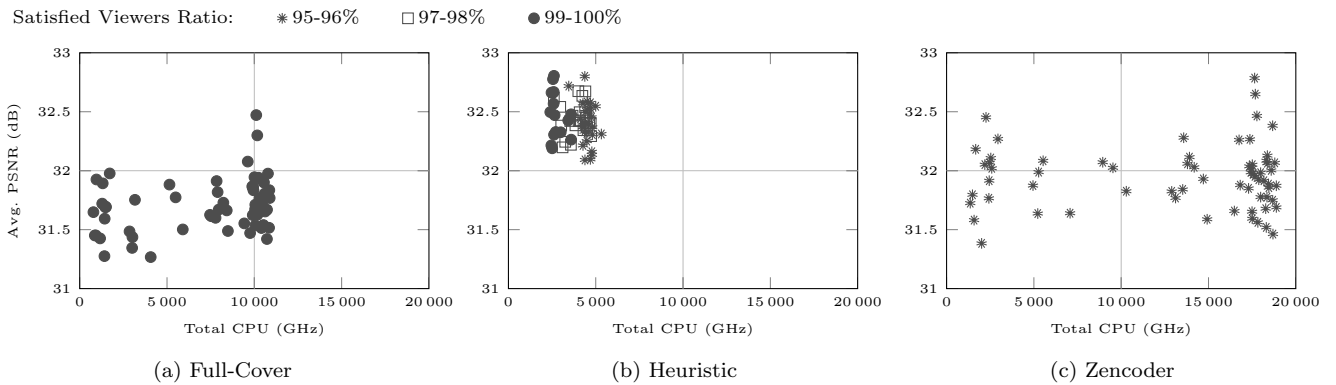 Satisfied Viewers Ratio: 95-96% 97-98% 99-100%
Avg. PSNR (dB)
33
32.5
32
31.5
31
0 5 000 10 000 15 000 20 000
Total CPU (GHz)
(a) Full-Cover
33
32.5
32
31.5
31
0 5 000 10 000 15 000 20 000
Total CPU (GHz)
(b) Heuristic
33
32.5
32
31.5
31
0 5 000 10 000 15 000 20 000
Total CPU (GHz)
(c) Zencoder